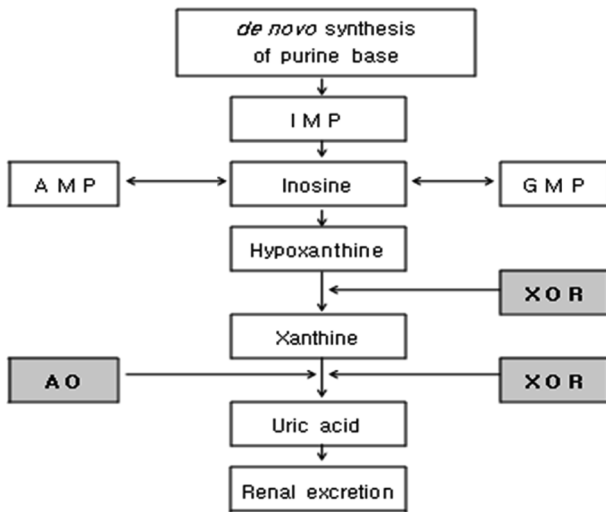 de novo synthesis
of purine base
I M P
A M P
Inosine
G M P
Hypoxanthine
X O R
Xanthine
A O
X O R
Uric acid
Renal excretion